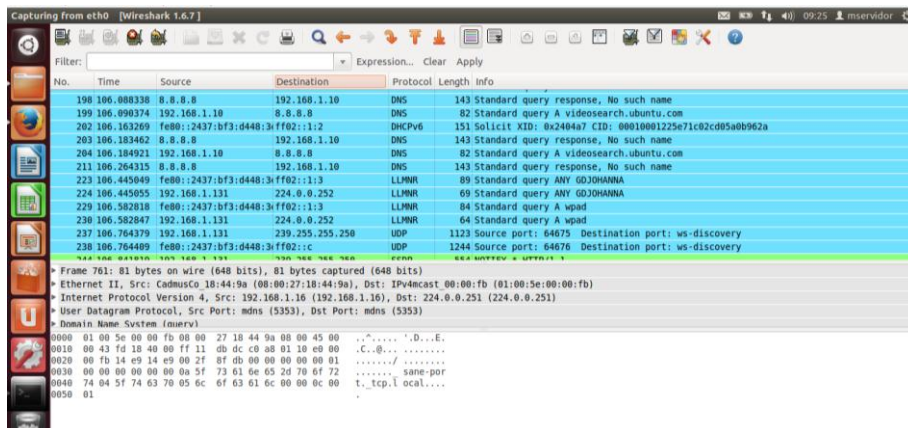 Capturing from eth0 [Wireshark 1.6.7] 09:25 mservidor
Filter: Expression... Clear Apply
No. Time Source Destination Protocol Length Info
198 106.088338 8.8.8.8 192.168.1.10 DNS 143 Standard query response, No such name
199 106.090374 192.168.1.10 8.8.8.8 DNS 82 Standard query A videosearch.ubuntu.com
202 106.163269 fe80::2437:bf3:d448:3 ff02::1:2 DHCPv6 151 Solicit XID: 0x2404a7 CID: 00010001225e71c02cd05a0b962a
203 106.183462 8.8.8.8 192.168.1.10 DNS 143 Standard query response, No such name
204 106.184921 192.168.1.10 8.8.8.8 DNS 82 Standard query A videosearch.ubuntu.com
211 106.264315 8.8.8.8 192.168.1.10 DNS 143 Standard query response, No such name
223 106.445049 fe80::2437:bf3:d448:3 ff02::1:3 LLMNR 89 Standard query ANY GDJOHANNA
224 106.445055 192.168.1.131 224.0.0.252 LLMNR 69 Standard query ANY GDJOHANNA
229 106.582818 fe80::2437:bf3:d448:3 ff02::1:3 LLMNR 84 Standard query A wpad
230 106.582847 192.168.1.131 224.0.0.252 LLMNR 64 Standard query A wpad
237 106.764379 192.168.1.131 239.255.255.250 UDP 1123 Source port: 64675 Destination port: ws-discovery
238 106.764409 fe80::2437:bf3:d448:3 ff02::c UDP 1244 Source port: 64676 Destination port: ws-discovery
244 106.841810 192.168.1.131 239.255.255.250 SSDP 554 NOTIFY * HTTP/1.1
Frame 761: 81 bytes on wire (648 bits), 81 bytes captured (648 bits)
Ethernet II, Src: CadmusCo_18:44:9a (08:00:27:18:44:9a), Dst: IPv4mcast_00:00:fb (01:00:5e:00:00:fb)
Internet Protocol Version 4, Src: 192.168.1.16 (192.168.1.16), Dst: 224.0.0.251 (224.0.0.251)
User Datagram Protocol, Src Port: mdns (5353), Dst Port: mdns (5353)
Domain Name System (query)
0000 01 00 5e 00 00 fb 08 00 27 18 44 9a 08 00 45 00 ..^..... '.D...E.
0010 00 43 fd 18 40 00 ff 11 db dc c0 a8 01 10 e0 00 .C..@... ........
0020 00 fb 14 e9 14 e9 00 2f 8f db 00 00 00 00 00 01 ......./ ........
0030 00 00 00 00 00 00 0a 5f 73 61 6e 65 2d 70 6f 72 ......._ sane-por
0040 74 04 5f 74 63 70 05 6c 6f 63 61 6c 00 00 0c 00 t._tcp.l ocal....
0050 01 .